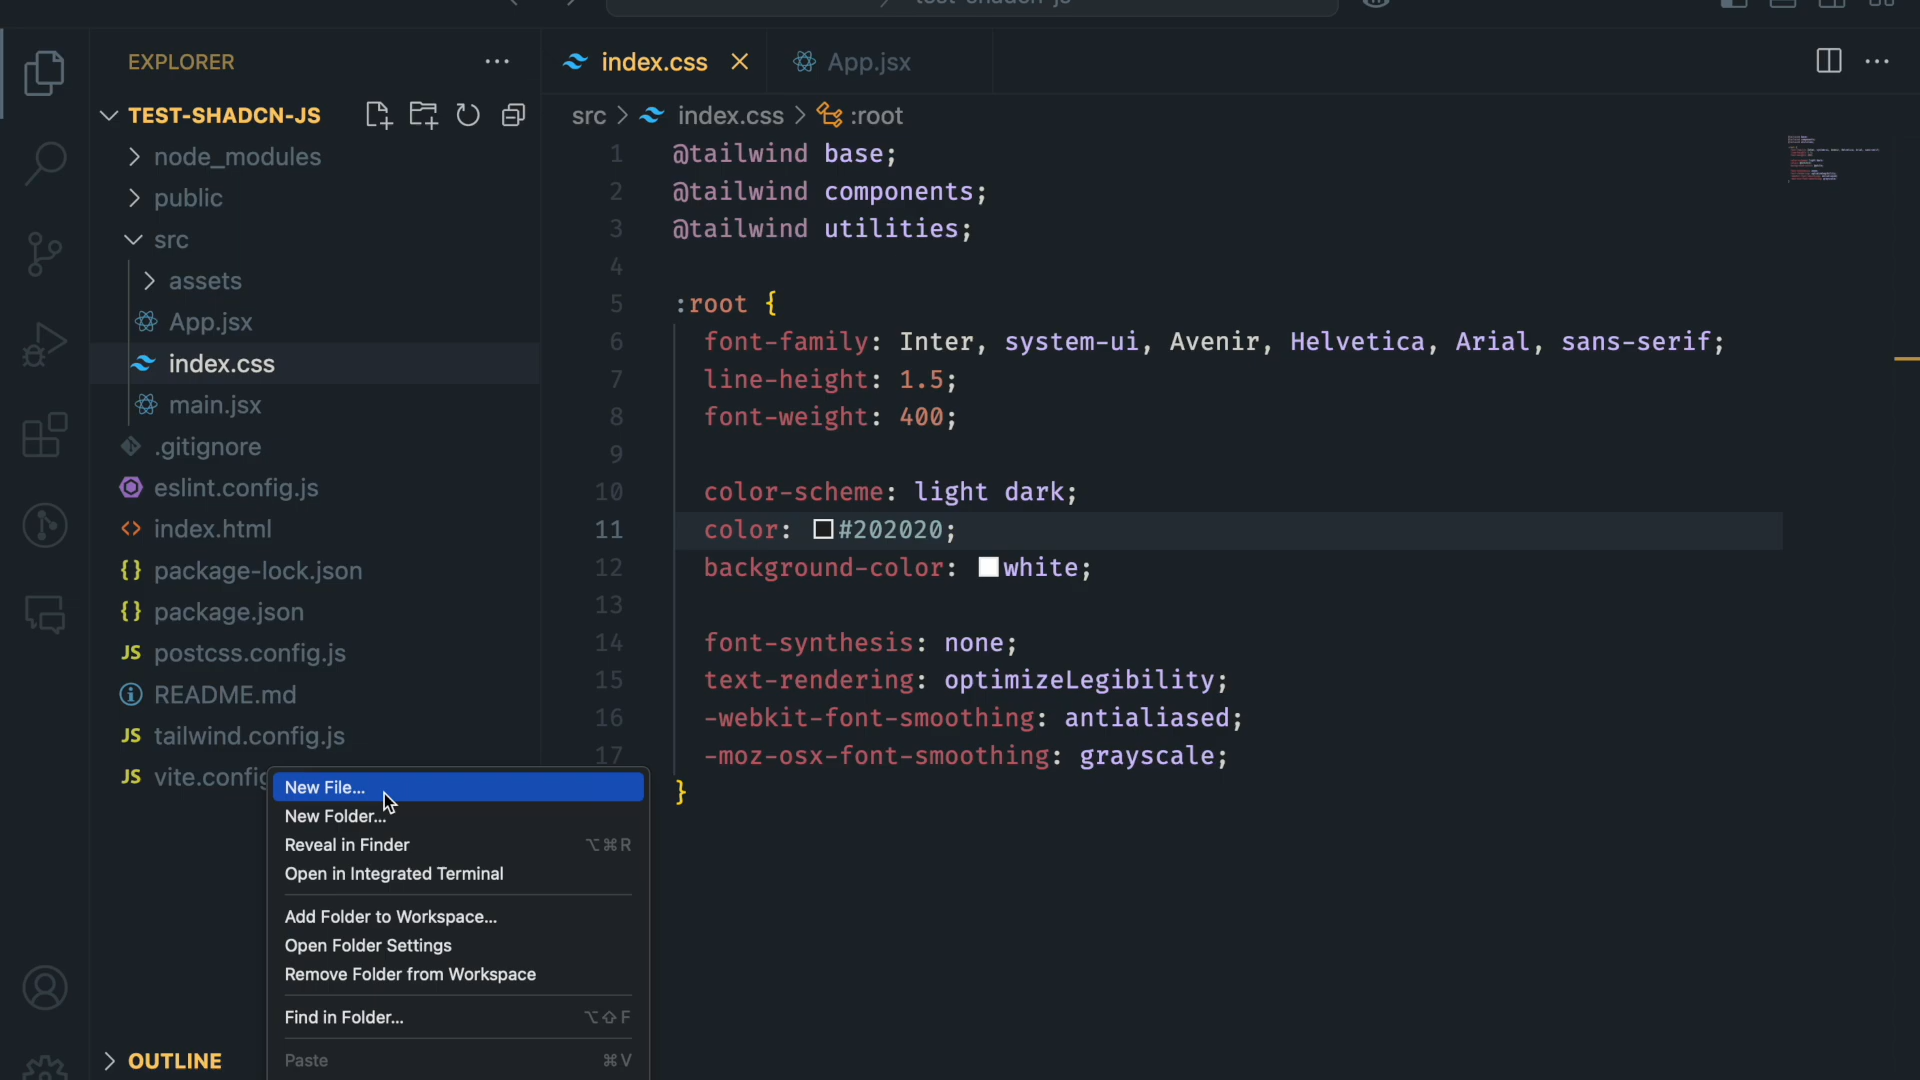 EXPLORER
TEST-SHADCN-JS
node_modules
public
src
assets
App.jsx
index.css
main.jsx
.gitignore
eslint.config.js
index.html
package-lock.json
package.json
JS postcss.config.js
README.md
JS tailwind.config.js
JS vite.config
OUTLINE
index.css
App.jsx
src > index.css > :root
1 @tailwind base;
2 @tailwind components;
3 @tailwind utilities;
4
5 :root {
6 font-family: Inter, system-ui, Avenir, Helvetica, Arial, sans-serif;
7 line-height: 1.5;
8 font-weight: 400;
9
10 color-scheme: light dark;
11 color: #202020;
12 background-color: white;
13
14 font-synthesis: none;
15 text-rendering: optimizeLegibility;
16 -webkit-font-smoothing: antialiased;
17 -moz-osx-font-smoothing: grayscale;
}
New File...
New Folder...
Reveal in Finder ⌥⌘R
Open in Integrated Terminal
Add Folder to Workspace...
Open Folder Settings
Remove Folder from Workspace
Find in Folder... ⌥⇧F
Paste ⌘V